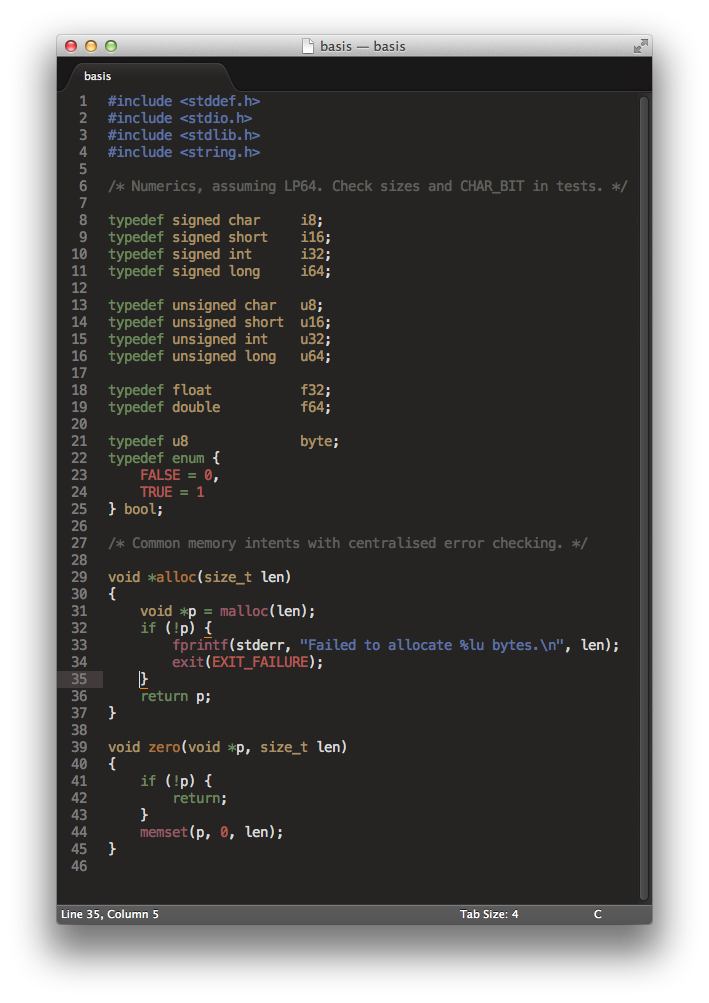 basis — basis
basis
1 #include <stddef.h>
2 #include <stdio.h>
3 #include <stdlib.h>
4 #include <string.h>
5
6 /* Numerics, assuming LP64. Check sizes and CHAR_BIT in tests. */
7
8 typedef signed char     i8;
9 typedef signed short    i16;
10 typedef signed int      i32;
11 typedef signed long     i64;
12
13 typedef unsigned char   u8;
14 typedef unsigned short  u16;
15 typedef unsigned int    u32;
16 typedef unsigned long   u64;
17
18 typedef float           f32;
19 typedef double          f64;
20
21 typedef u8              byte;
22 typedef enum {
23     FALSE = 0,
24     TRUE = 1
25 } bool;
26
27 /* Common memory intents with centralised error checking. */
28
29 void *alloc(size_t len)
30 {
31     void *p = malloc(len);
32     if (!p) {
33         fprintf(stderr, "Failed to allocate %lu bytes.\n", len);
34         exit(EXIT_FAILURE);
35     }
36     return p;
37 }
38
39 void zero(void *p, size_t len)
40 {
41     if (!p) {
42         return;
43     }
44     memset(p, 0, len);
45 }
46
Line 35, Column 5 Tab Size: 4 C